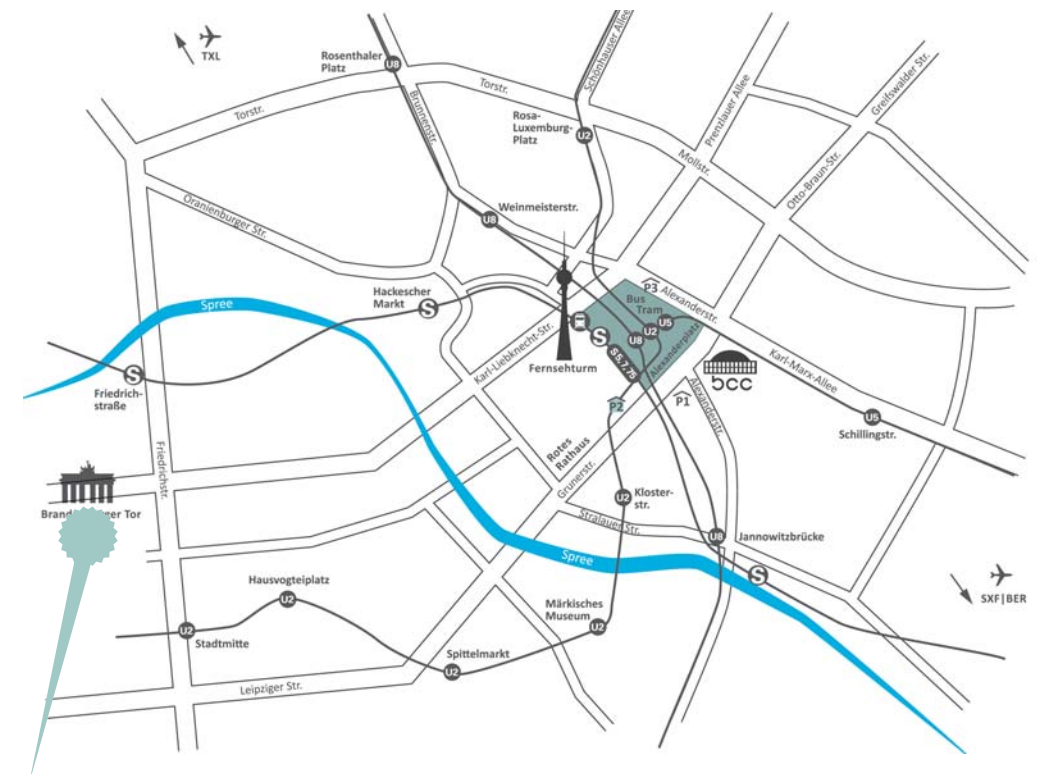 TXL
Rosenthaler
Platz
U8
Torstr.
Torstr.
Brunnenstr.
Schönhauser Allee
Rosa-
Luxemburg-
Platz
U2
Prenzlauer Allee
Greifswalder Str.
Mollstr.
Otto-Braun-Str.
Oranienburger Str.
Weinmeisterstr.
U8
Hackescher
Markt
S
Spree
P3
Alexanderstr.
Bus
Tram
U5
U2
U8
S
S 5, 7, 75
Alexanderplatz
Karl-Liebknecht-Str.
Fernsehturm
bcc
Karl-Marx-Allee
S
Friedrich-
straße
P2
P1
Alexanderstr.
U5
Schillingstr.
Friedrichstr.
Rotes
Rathaus
Grunerstr.
U2
Kloster-
str.
Stralauer Str.
Tor
U8
Jannowitzbrücke
Spree
S
SXF|BER
Hausvogteiplatz
U2
Märkisches
Museum
U2
U2
Stadtmitte
Spittelmarkt
U2
Leipziger Str.